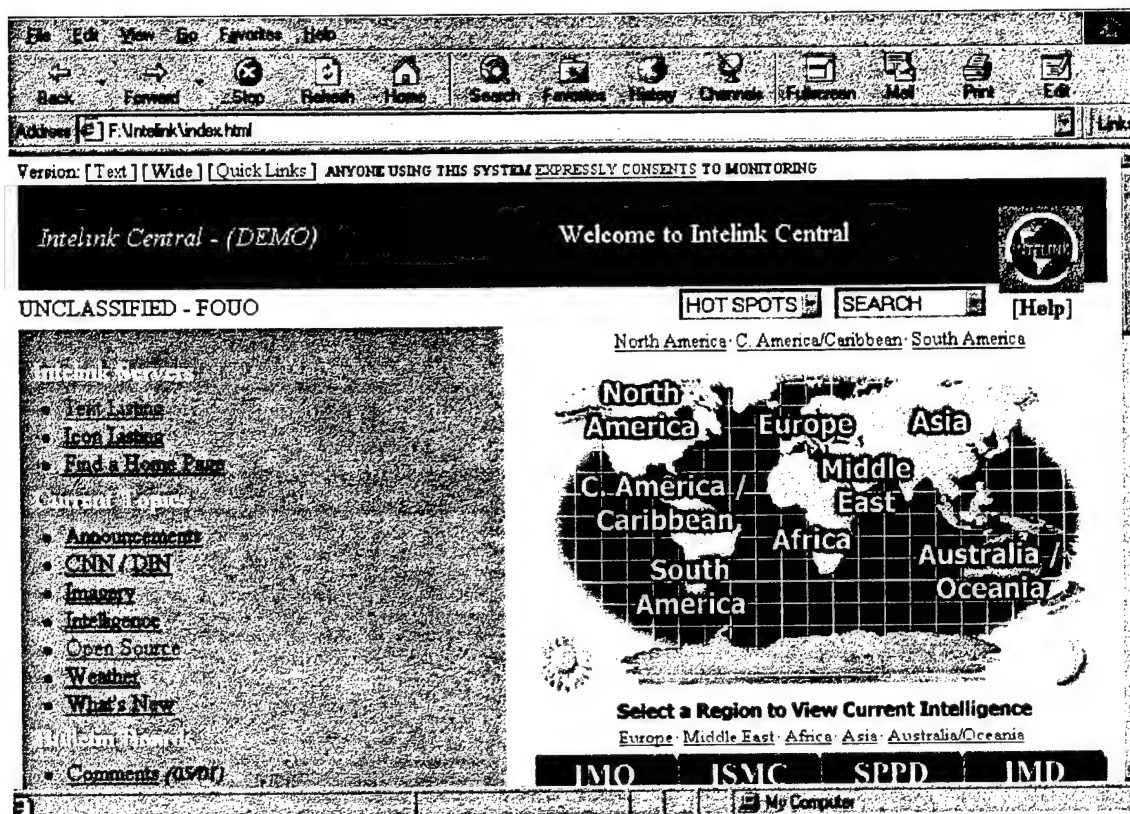 File Edit View Go Favorites Help
Back Forward Stop Refresh Home Search Favorites History Channels Fullscreen Mail Print Edit
Address F:\Intelink\index.html Links
Version: [Text] [Wide] [Quick Links] ANYONE USING THIS SYSTEM EXPRESSLY CONSENTS TO MONITORING
Intelink Central - (DEMO) Welcome to Intelink Central
INTELINK
UNCLASSIFIED - FOUO HOT SPOTS SEARCH [Help]
North America · C. America/Caribbean · South America
Intelink Servers
Text Listing
Icon Listing
Find a Home Page
Current Topics
Announcements
CNN / DIN
Imagery
Intelligence
Open Source
Weather
What's New
Bulletin Boards
Comments (05/01)
North
America
Europe
Asia
Middle
East
C. America /
Caribbean
Africa
South
America
Australia /
Oceania
Select a Region to View Current Intelligence
Europe · Middle East · Africa · Asia · Australia/Oceania
IMO ISMC SPPD IMD
My Computer